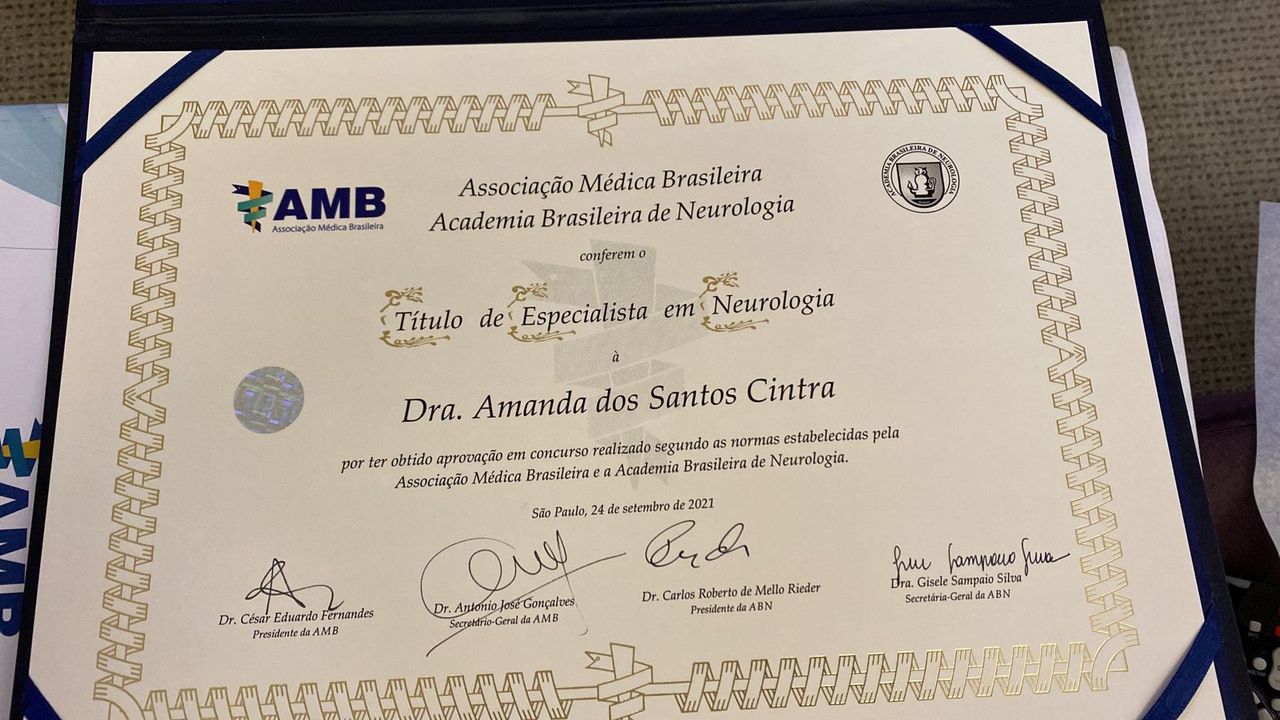 AMB
Associação Médica Brasileira
ACADEMIA BRASILEIRA DE NEUROLOGIA
Associação Médica Brasileira
Academia Brasileira de Neurologia
conferem o
Título de Especialista em Neurologia
à
Dra. Amanda dos Santos Cintra
por ter obtido aprovação em concurso realizado segundo as normas estabelecidas pela
Associação Médica Brasileira e a Academia Brasileira de Neurologia.
São Paulo, 24 de setembro de 2021
Dr. César Eduardo Fernandes
Presidente da AMB
Dr. Antonio José Gonçalves
Secretário-Geral da AMB
Dr. Carlos Roberto de Mello Rieder
Presidente da ABN
Dra. Gisele Sampaio Silva
Secretária-Geral da ABN
AMB